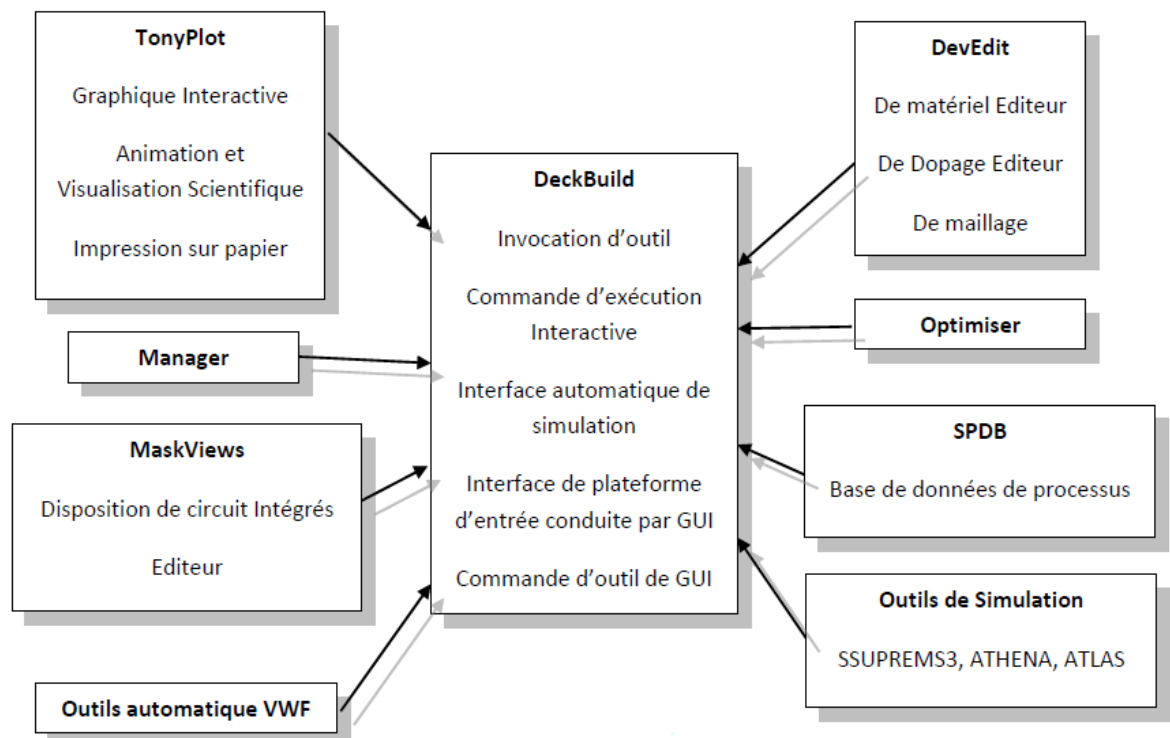 TonyPlot
Graphique Interactive
Animation et
Visualisation Scientifique
Impression sur papier
Manager
MaskViews
Disposition de circuit Intégrés
Editeur
Outils automatique VWF
DeckBuild
Invocation d'outil
Commande d'exécution
Interactive
Interface automatique de
simulation
Interface de plateforme
d'entrée conduite par GUI
Commande d'outil de GUI
DevEdit
De matériel Editeur
De Dopage Editeur
De maillage
Optimiser
SPDB
Base de données de processus
Outils de Simulation
SSUPREMS3, ATHENA, ATLAS